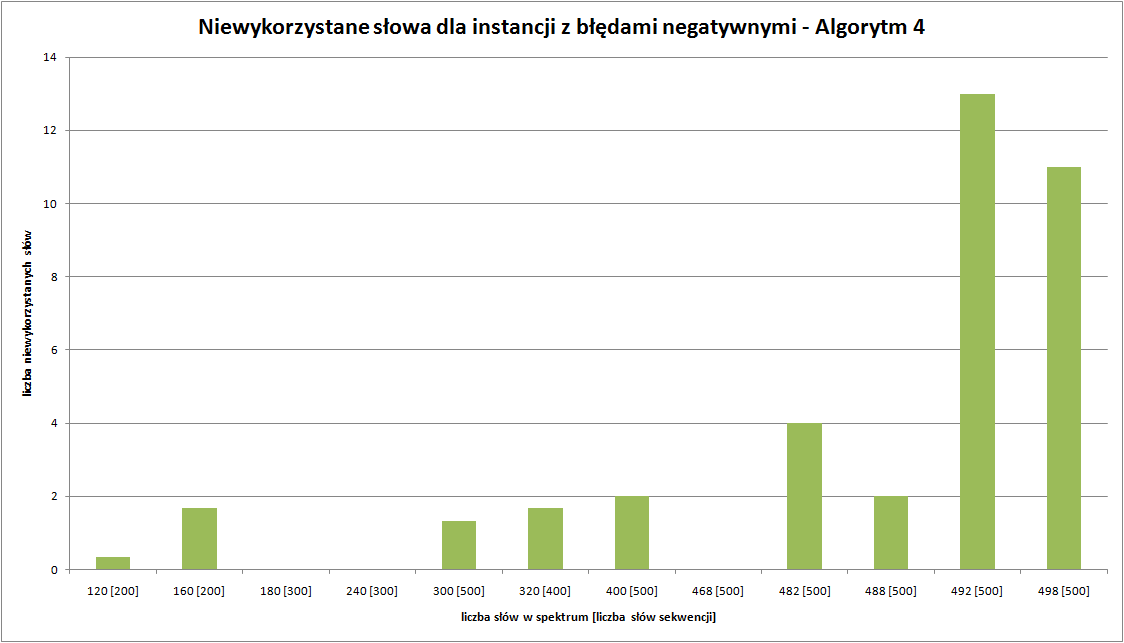 Niewykorzystane słowa dla instancji z błędami negatywnymi - Algorytm 4
14
12
10
8
6
4
2
0
liczba niewykorzystanych słów
120 [200] 160 [200] 180 [300] 240 [300] 300 [500] 320 [400] 400 [500] 468 [500] 482 [500] 488 [500] 492 [500] 498 [500]
liczba słów w spektrum [liczba słów sekwencji]